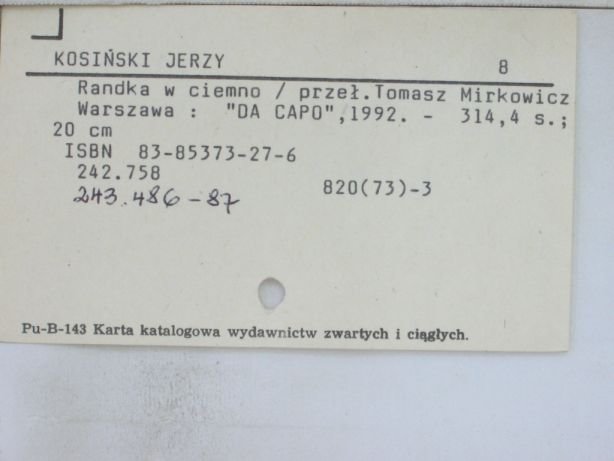 KOSIŃSKI JERZY 8
Randka w ciemno / przeł.Tomasz Mirkowicz
Warszawa : "DA CAPO",1992. - 314,4 s.;
20 cm
ISBN 83-85373-27-6
242.758
820(73)-3
243.486-87
Pu-B-143 Karta katalogowa wydawnictw zwartych i ciągłych.